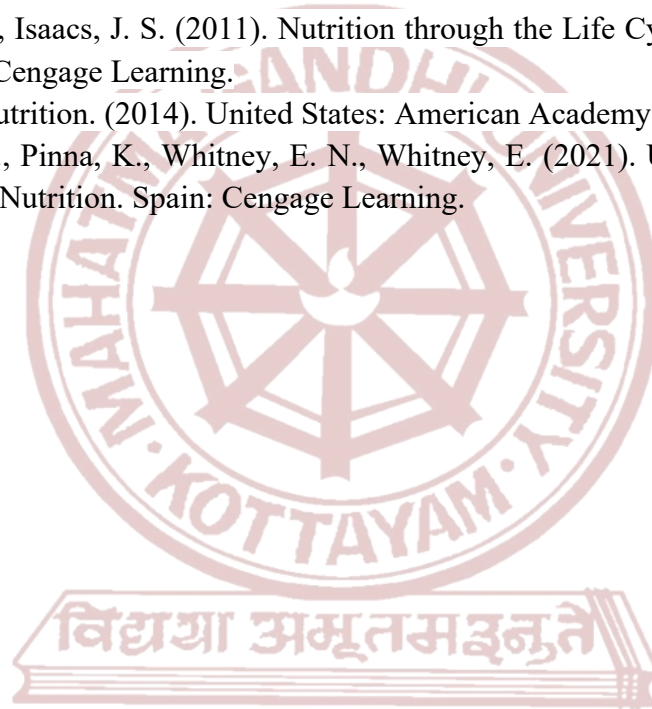 , Isaacs, J. S. (2011). Nutrition through the Life Cy
Cengage Learning.
utrition. (2014). United States: American Academy
., Pinna, K., Whitney, E. N., Whitney, E. (2021). U
Nutrition. Spain: Cengage Learning.
MAHATMA GANDHI UNIVERSITY
KOTTAYAM
विद्यया अमृतमश्नुते